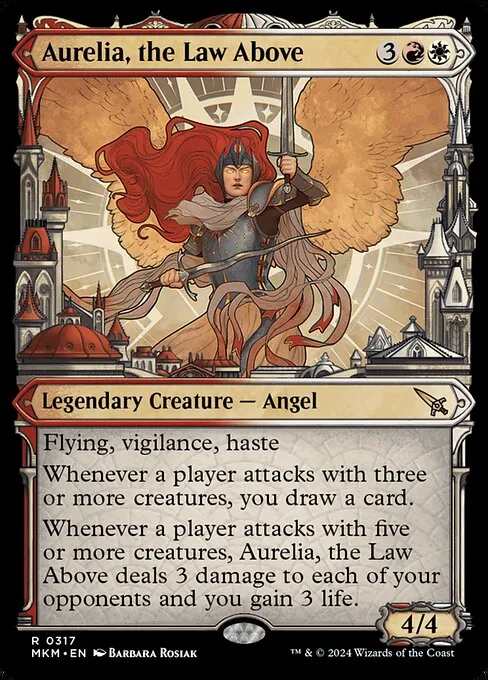 Aurelia, the Law Above 3
Legendary Creature — Angel
Flying, vigilance, haste
Whenever a player attacks with three
or more creatures, you draw a card.
Whenever a player attacks with five
or more creatures, Aurelia, the Law
Above deals 3 damage to each of your
opponents and you gain 3 life.
4/4
R 0317
MKM • EN Barbara Rosiak
™ & © 2024 Wizards of the Coast